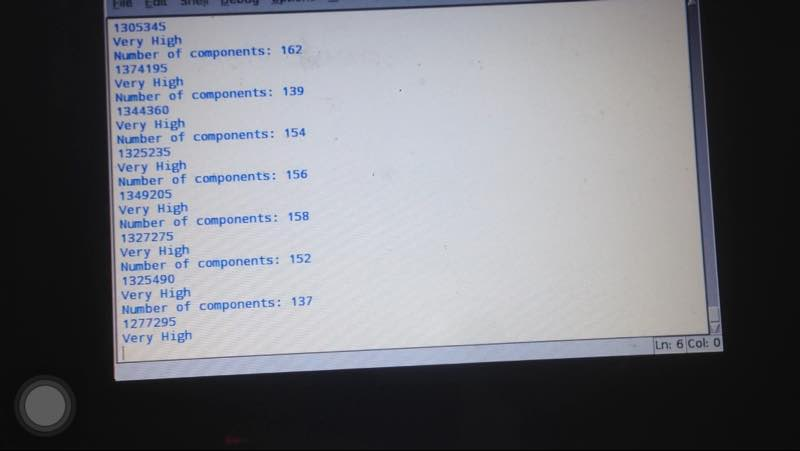 File Edit Shell Debug Options
1305345
Very High
Number of components: 162
1374195
Very High
Number of components: 139
1344360
Very High
Number of components: 154
1325235
Very High
Number of components: 156
1349205
Very High
Number of components: 158
1327275
Very High
Number of components: 152
1325490
Very High
Number of components: 137
1277295
Very High
Ln: 6 Col: 0